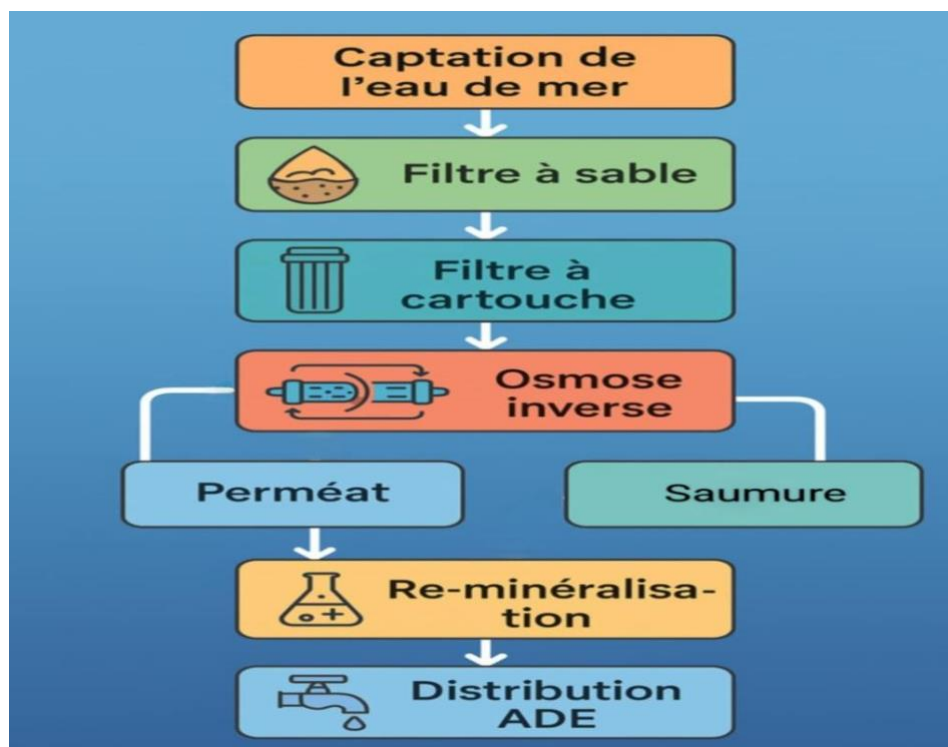 Captation de
l'eau de mer
Filtre à sable
Filtre à
cartouche
Osmose
inverse
Perméat
Saumure
Re-minéralisa-
tion
Distribution
ADE